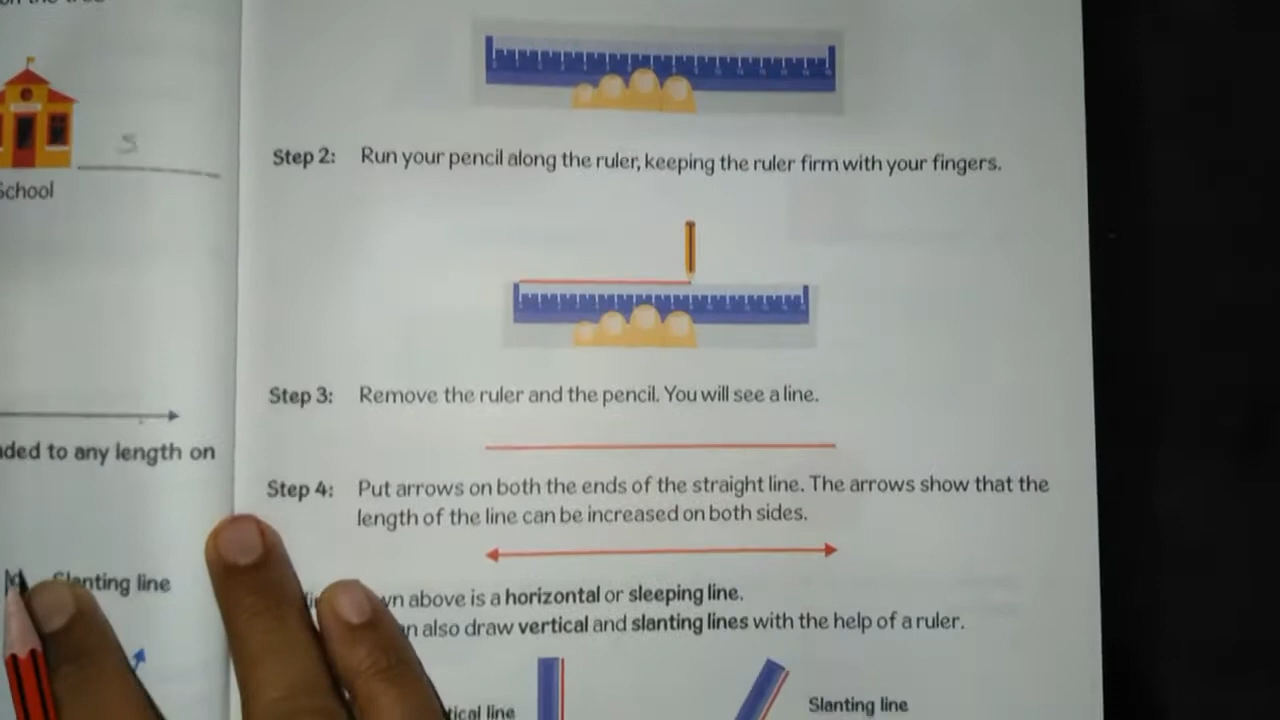 S
School
ded to any length on
Slanting line
Step 2: Run your pencil along the ruler, keeping the ruler firm with your fingers.
Step 3: Remove the ruler and the pencil. You will see a line.
Step 4: Put arrows on both the ends of the straight line. The arrows show that the
length of the line can be increased on both sides.
above is a horizontal or sleeping line.
also draw vertical and slanting lines with the help of a ruler.
line
Slanting line